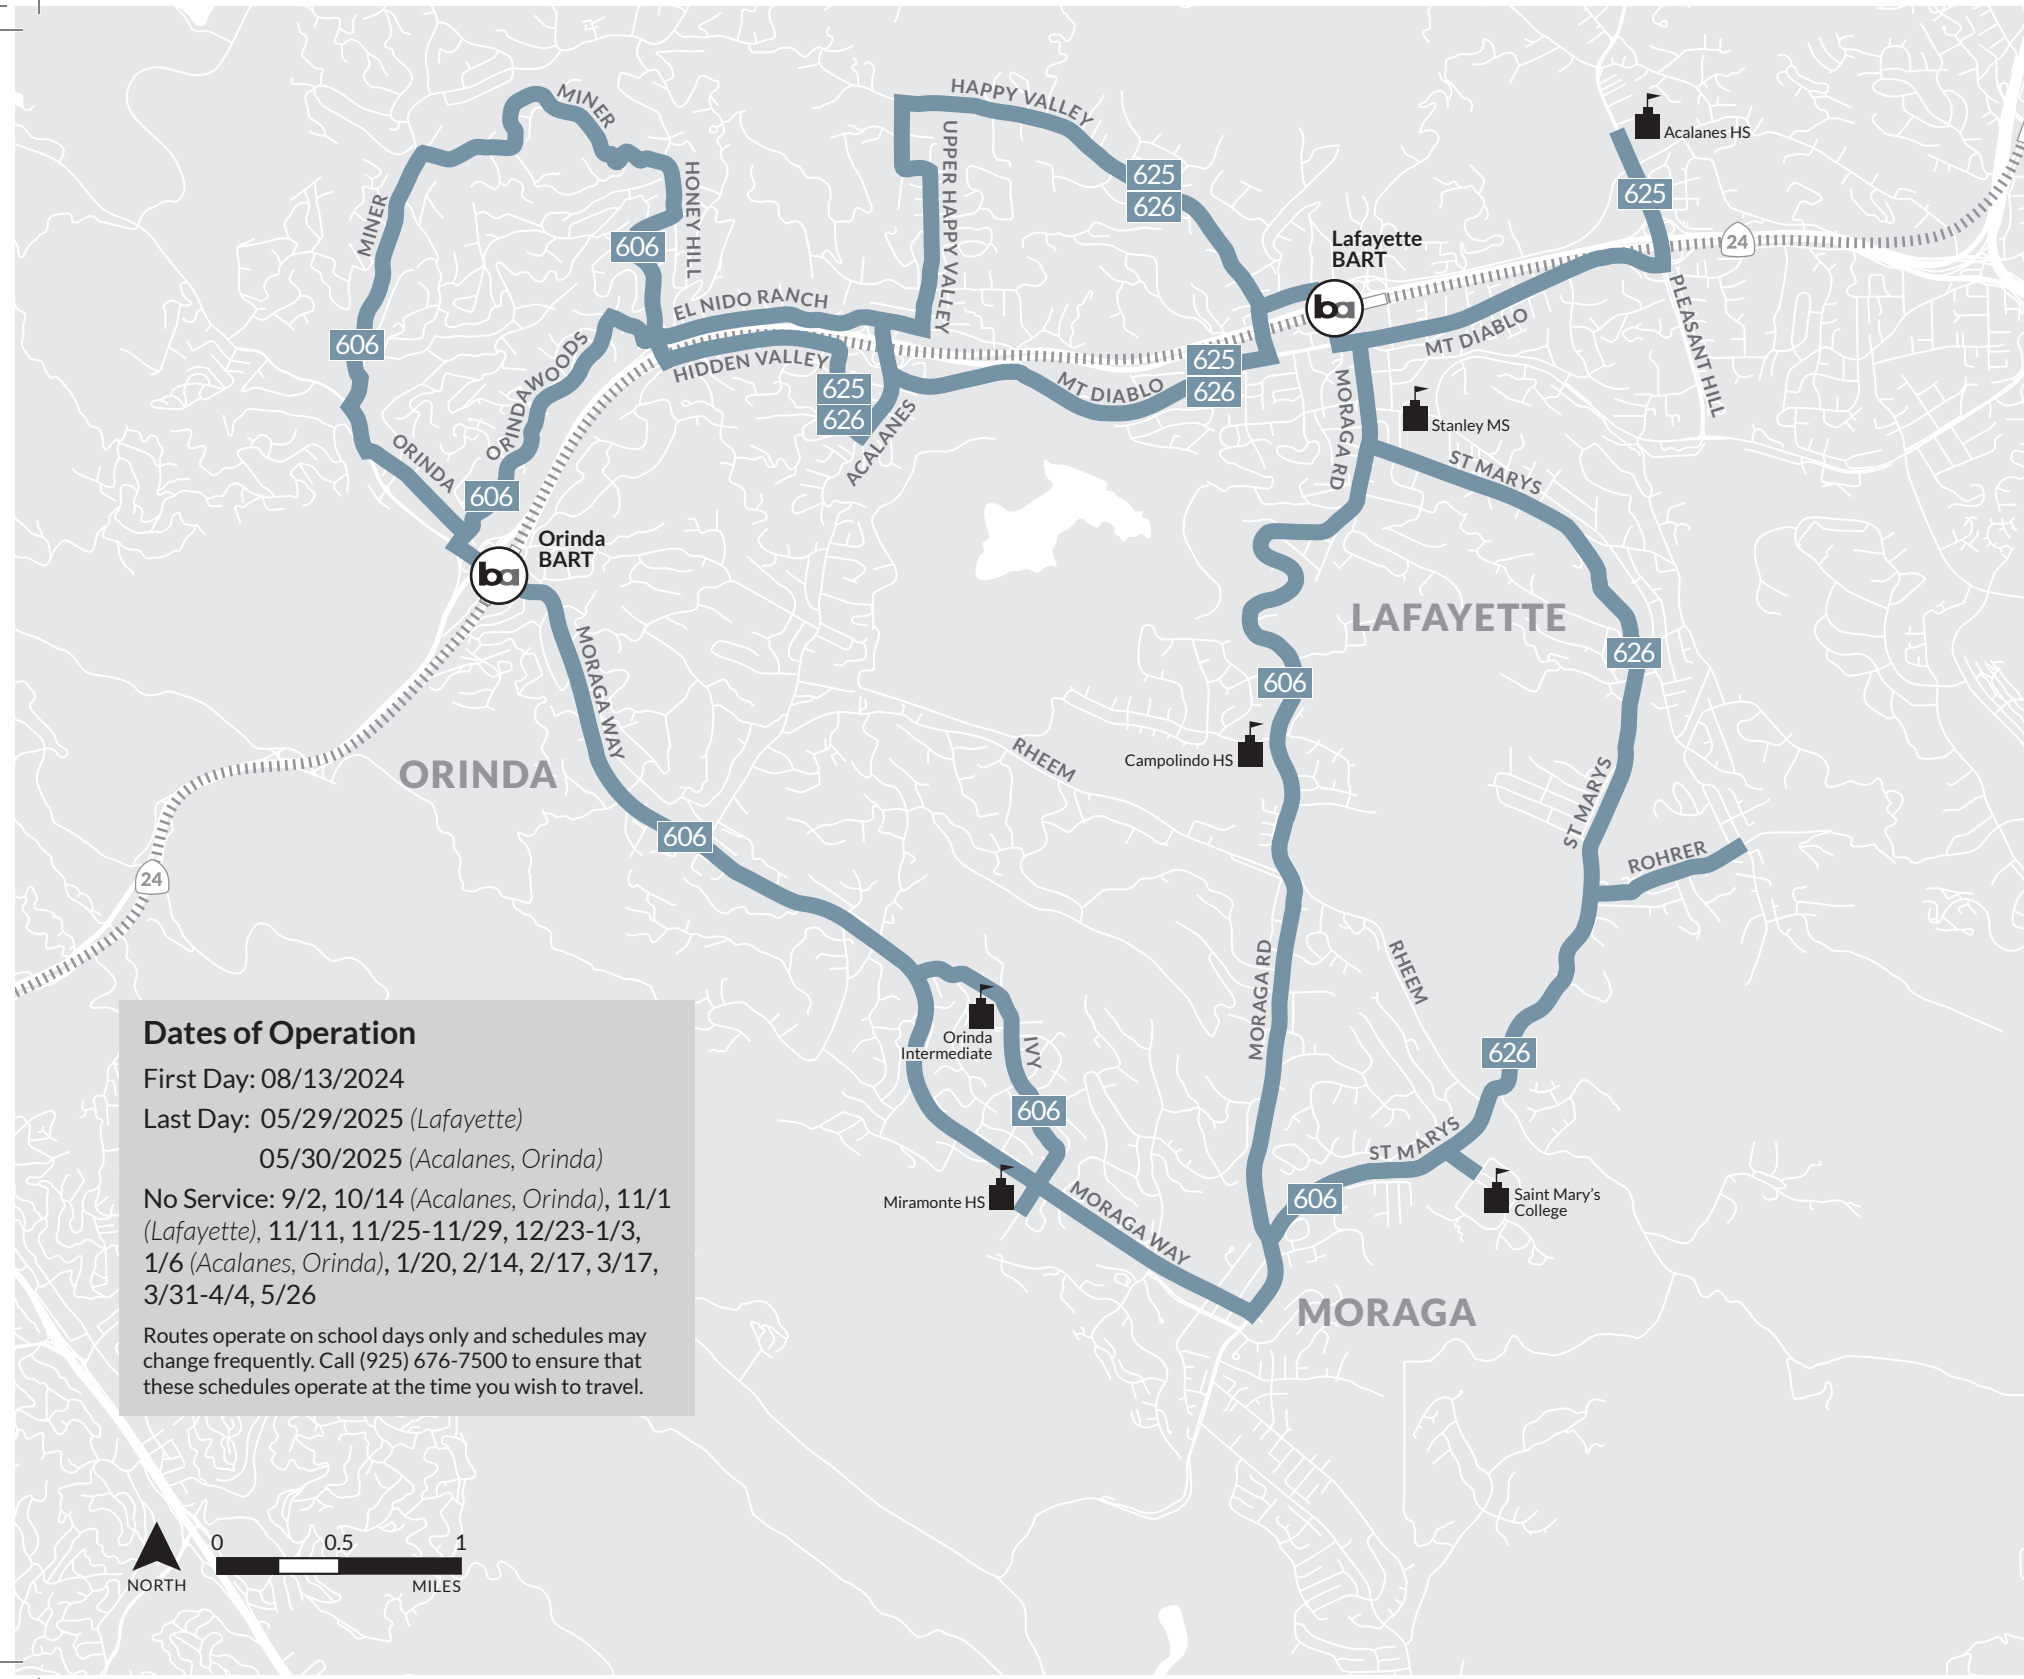 MINER
HAPPY VALLEY
Acalanes HS
UPPER HAPPY VALLEY
625
626
HONEY HILL
625
MINER
606
Lafayette
BART
24
ba
EL NIDO RANCH
606
ORINDAWOODS
HIDDEN VALLEY
MT DIABLO
PLEASANT HILL
625
626
625
626
MT DIABLO
MORAGA RD
Stanley MS
ACALANES
ORINDA
606
ST MARYS
Orinda
BART
ba
LAFAYETTE
MORAGA WAY
626
606
RHEEM
Campolindo HS
ORINDA
ST MARYS
606
ROHRER
24
MORAGA RD
RHEEM
Orinda
Intermediate
IVY
626
606
ST MARYS
Miramonte HS
MORAGA WAY
606
Saint Mary's
College
MORAGA
Dates of Operation
First Day: 08/13/2024
Last Day: 05/29/2025 (Lafayette)
05/30/2025 (Acalanes, Orinda)
No Service: 9/2, 10/14 (Acalanes, Orinda), 11/1
(Lafayette), 11/11, 11/25-11/29, 12/23-1/3,
1/6 (Acalanes, Orinda), 1/20, 2/14, 2/17, 3/17,
3/31-4/4, 5/26
Routes operate on school days only and schedules may
change frequently. Call (925) 676-7500 to ensure that
these schedules operate at the time you wish to travel.
0 0.5 1
NORTH
MILES